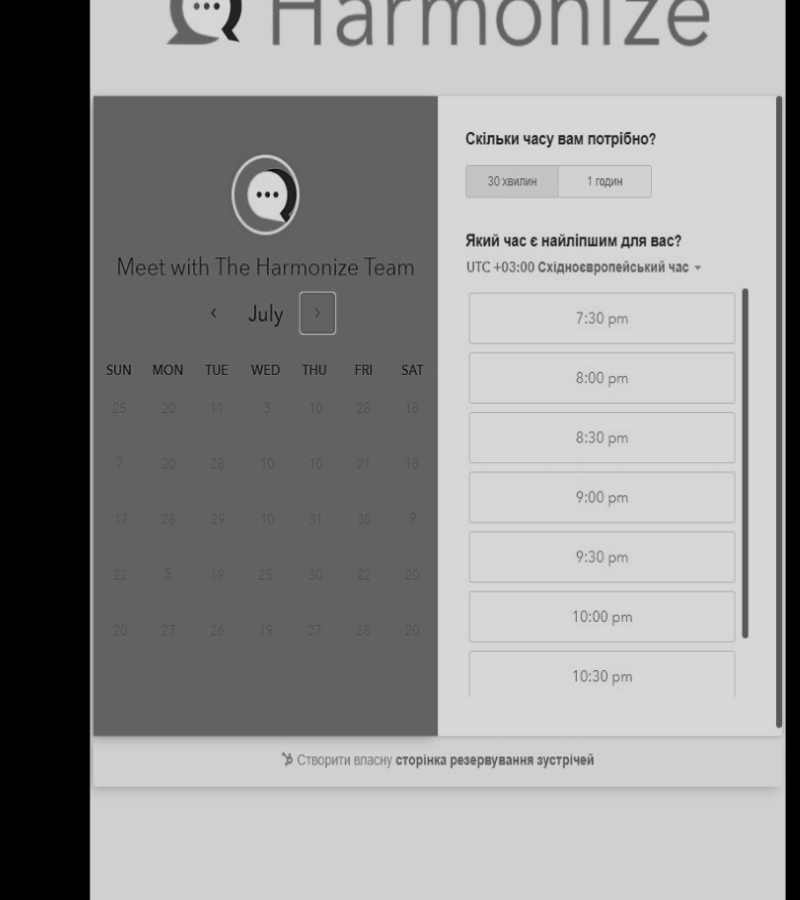 Harmonize
Meet with The Harmonize Team
July
SUN MON TUE WED THU FRI SAT
25 20 11 3 10 28 18
7 20 28 10 10 21 18
17 28 29 10 31 30 9
22 5 19 25 30 22 20
20 27 26 19 27 28 20
Скільки часу вам потрібно?
30 хвилин 1 годин
Який час є найліпшим для вас?
UTC +03:00 Східноєвропейський час
7:30 pm
8:00 pm
8:30 pm
9:00 pm
9:30 pm
10:00 pm
10:30 pm
Створити власну сторінка резервування зустрічей